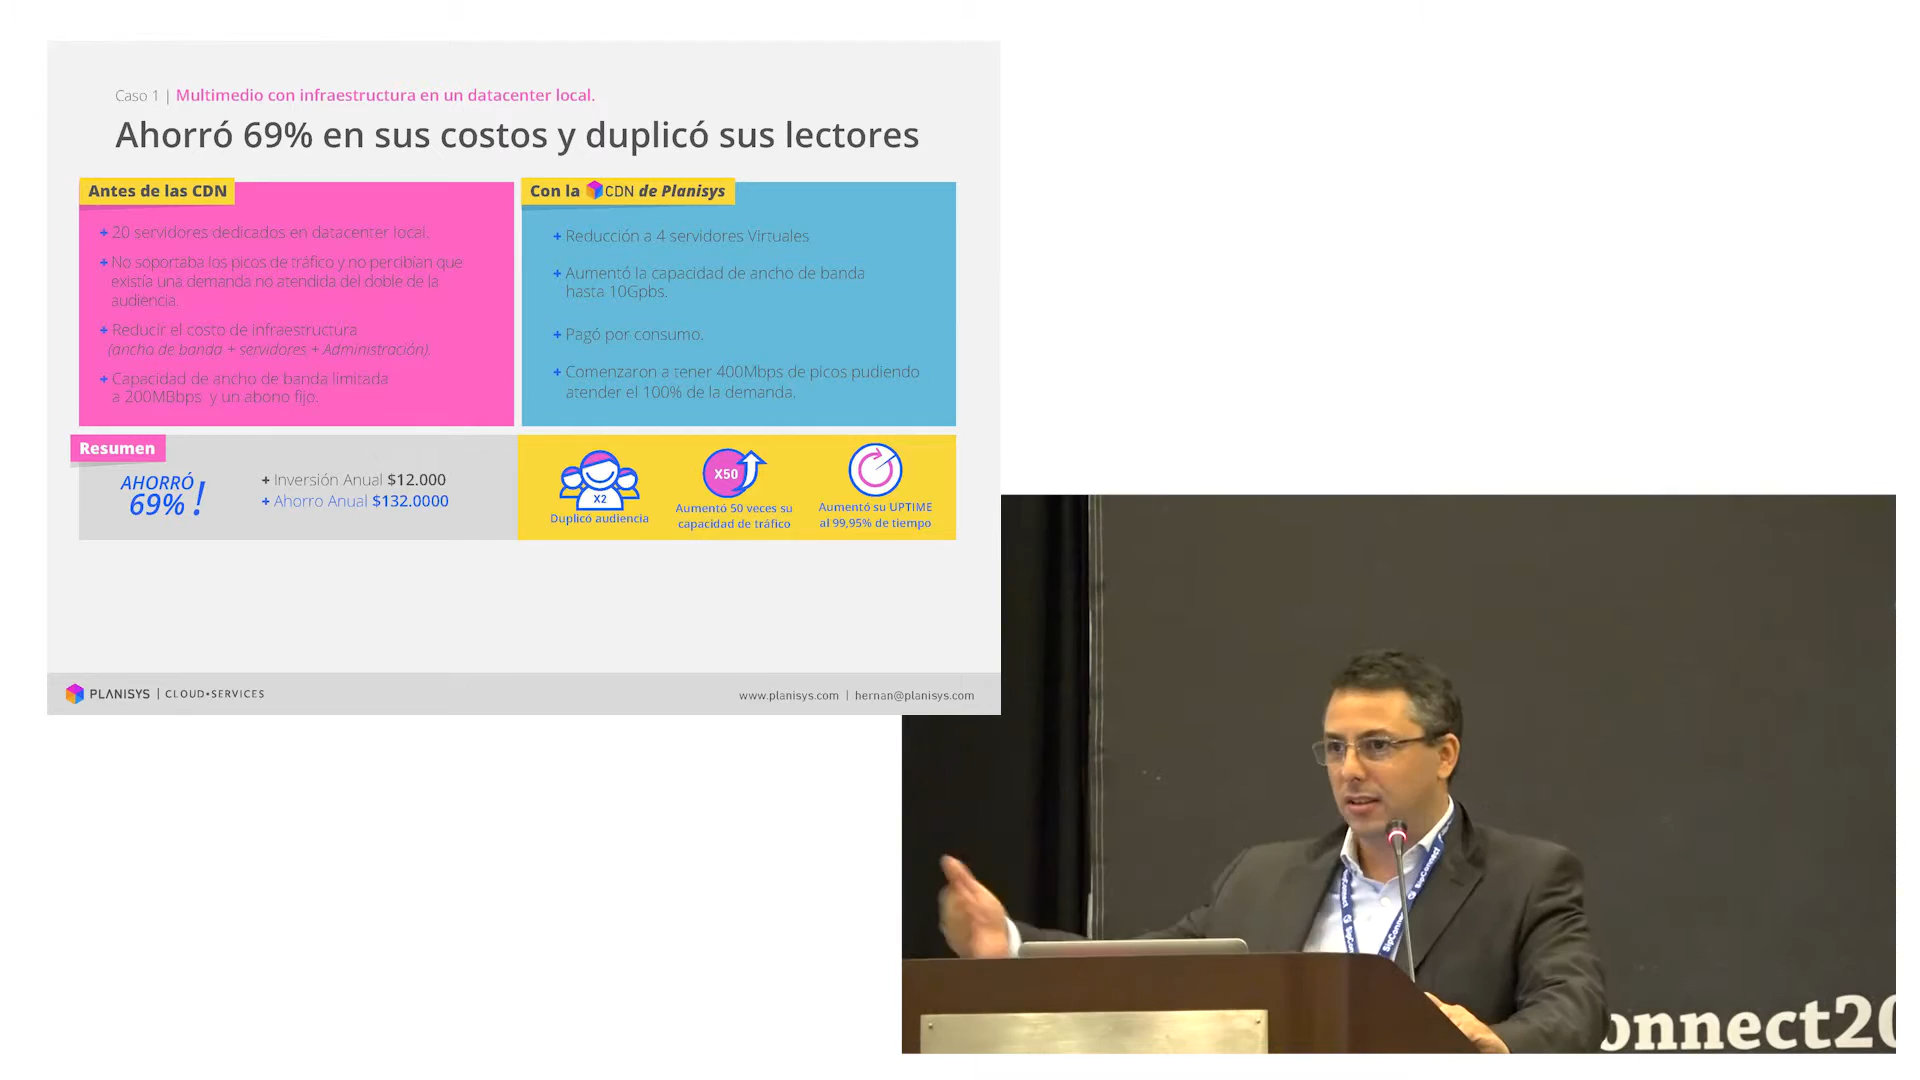 Caso 1 | Multimedio con infraestructura en un datacenter local.
Ahorró 69% en sus costos y duplicó sus lectores
Antes de las CDN
+ 20 servidores dedicados en datacenter local.
+ No soportaba los picos de tráfico y no percibían que
existía una demanda no atendida del doble de la
audiencia.
+ Reducir el costo de infraestructura
(ancho de banda + servidores + Administración).
+ Capacidad de ancho de banda limitada
a 200MBbps y un abono fijo.
Con la CDN de Planisys
+ Reducción a 4 servidores Virtuales
+ Aumentó la capacidad de ancho de banda
hasta 10Gpbs.
+ Pagó por consumo.
+ Comenzaron a tener 400Mbps de picos pudiendo
atender el 100% de la demanda.
Resumen
AHORRÓ
69% !
+ Inversión Anual $12.000
+ Ahorro Anual $132.0000
X2
Duplicó audiencia
X50
Aumentó 50 veces su
capacidad de tráfico
Aumentó su UPTIME
al 99,95% de tiempo
PLANISYS | CLOUD•SERVICES
www.planisys.com | hernan@planisys.com
SipConnect
SipConnect
onnect20